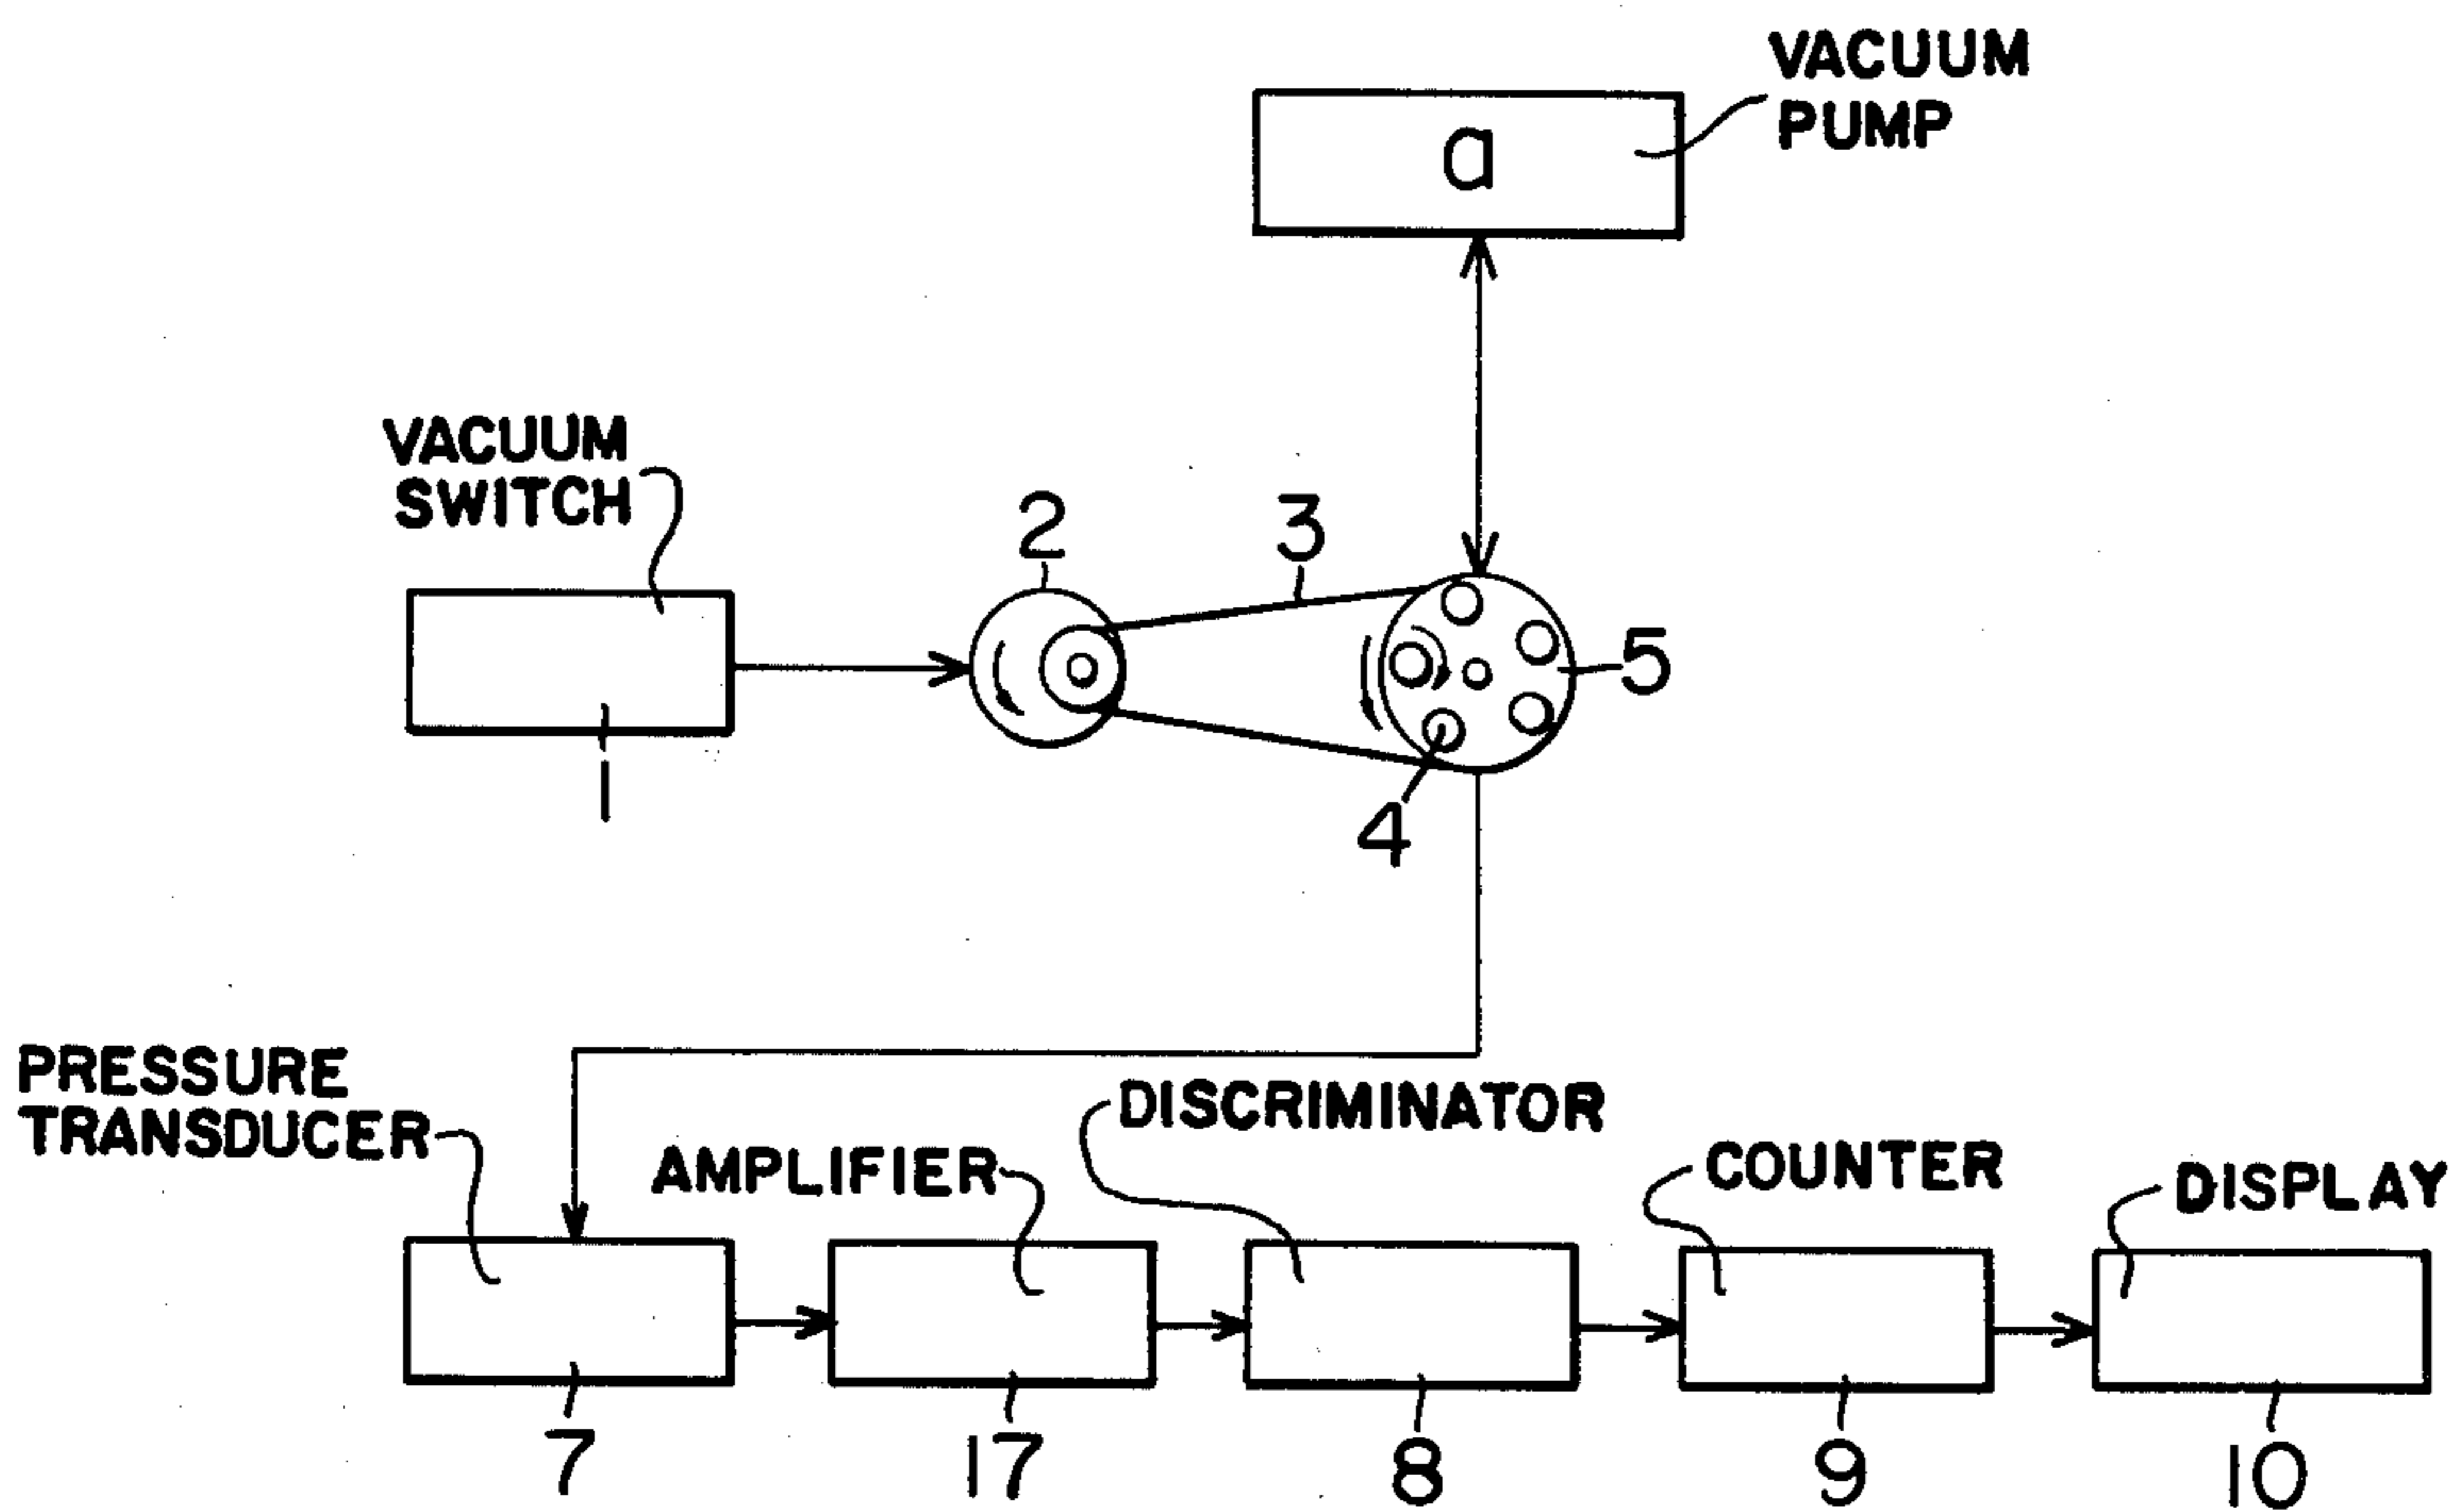 VACUUM
PUMP
a
VACUUM
SWITCH
1
2
3
4
5
PRESSURE
TRANSDUCER
AMPLIFIER
DISCRIMINATOR
COUNTER
DISPLAY
7
17
8
9
10